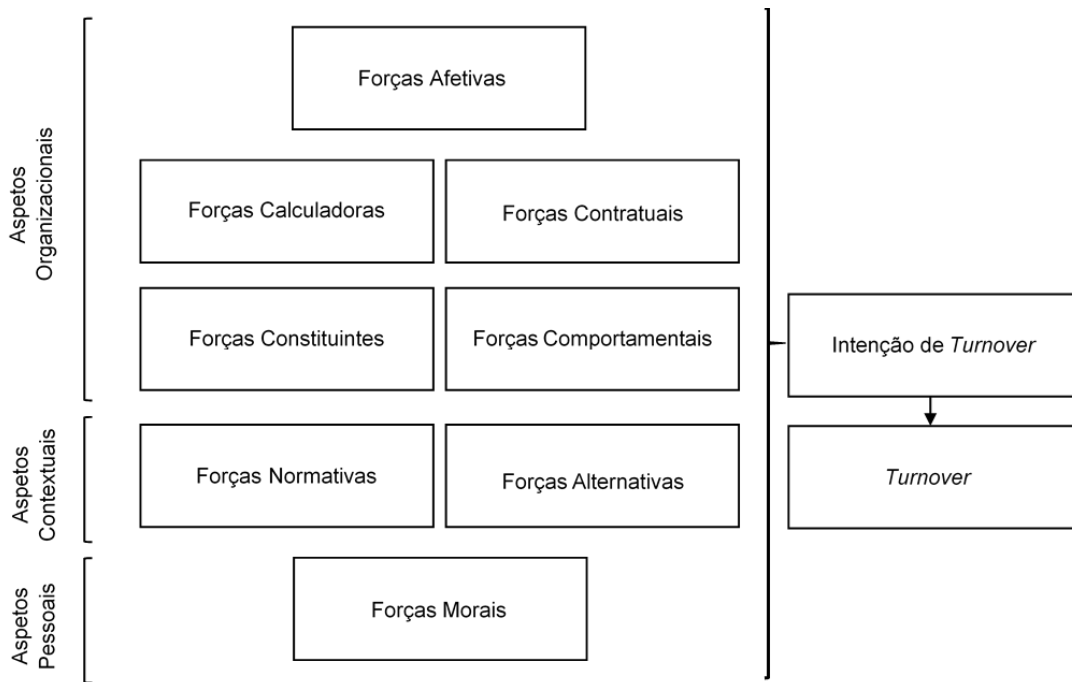 Aspetos
Organizacionais
Forças Afetivas
Forças Calculadoras
Forças Contratuais
Forças Constituintes
Forças Comportamentais
Intenção de Turnover
Aspetos
Contextuais
Forças Normativas
Forças Alternativas
Turnover
Aspetos
Pessoais
Forças Morais